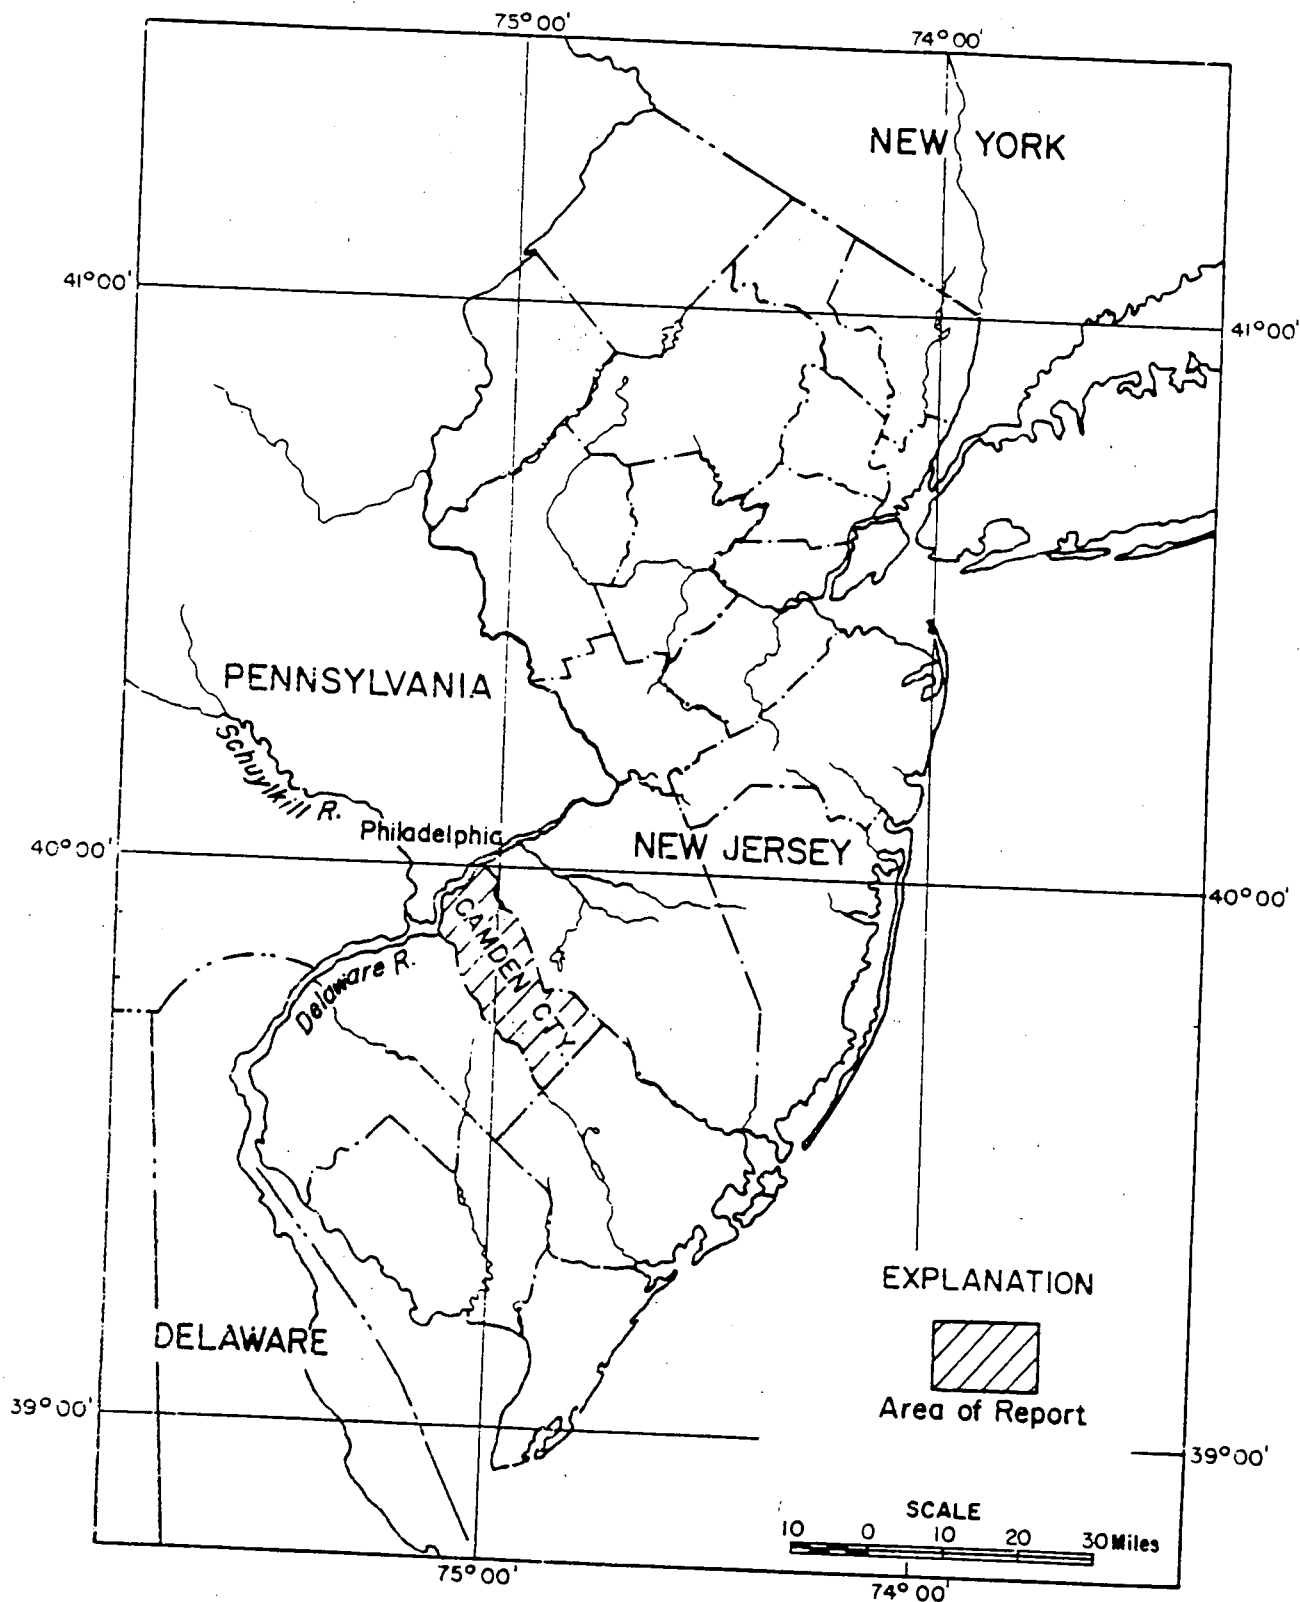 75°00'
74°00'
NEW YORK
41°00'
41°00'
PENNSYLVANIA
Schuylkill R.
Philadelphia
NEW JERSEY
40°00'
40°00'
CAMDEN CTY
Delaware R.
EXPLANATION
DELAWARE
Area of Report
39°00'
39°00'
SCALE
10 0 10 20 30 Miles
75°00'
74°00'